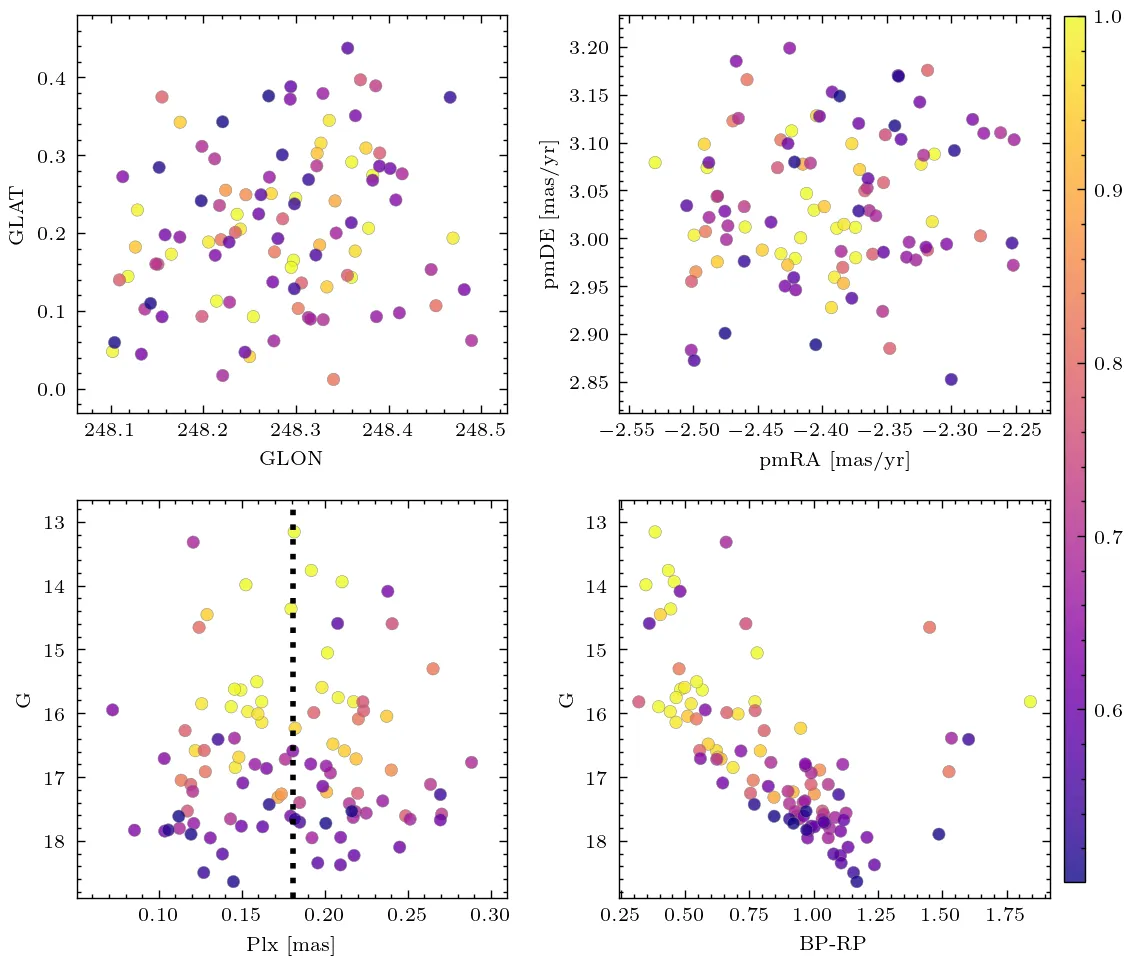 0.4
0.3
0.2
0.1
0.0
GLAT
248.1 248.2 248.3 248.4 248.5
GLON
3.20
3.15
3.10
3.05
3.00
2.95
2.90
2.85
pmDE [mas/yr]
−2.55 −2.50 −2.45 −2.40 −2.35 −2.30 −2.25
pmRA [mas/yr]
1.0
0.9
0.8
0.7
0.6
13
14
15
16
17
18
G
0.10 0.15 0.20 0.25 0.30
Plx [mas]
13
14
15
16
17
18
G
0.25 0.50 0.75 1.00 1.25 1.50 1.75
BP-RP